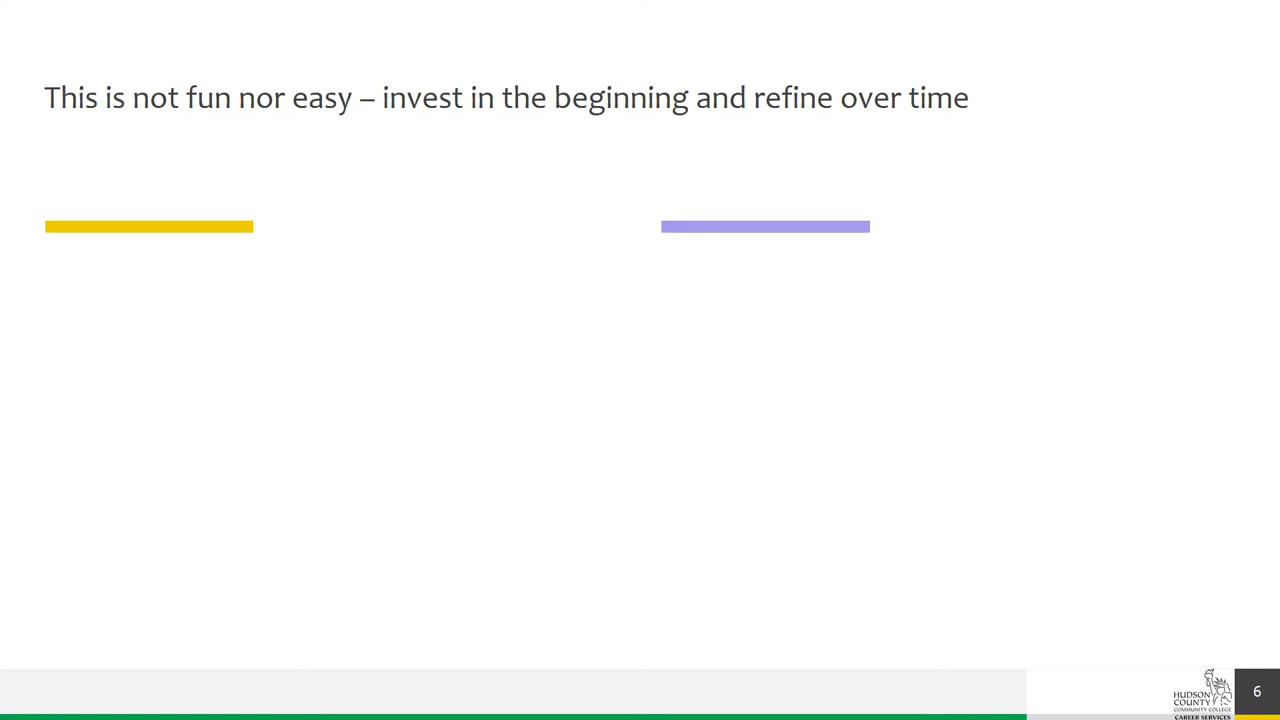 This is not fun nor easy – invest in the beginning and refine over time
HUDSON
COUNTY
COMMUNITY COLLEGE
CAREER SERVICES
6